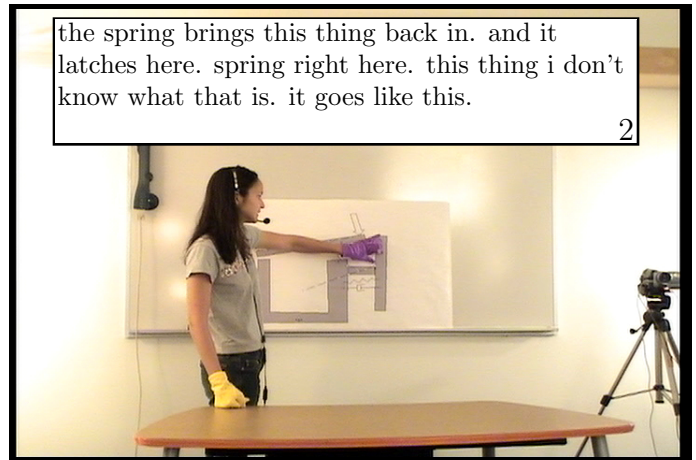 the spring brings this thing back in. and it
latches here. spring right here. this thing i don't
know what that is. it goes like this.
2